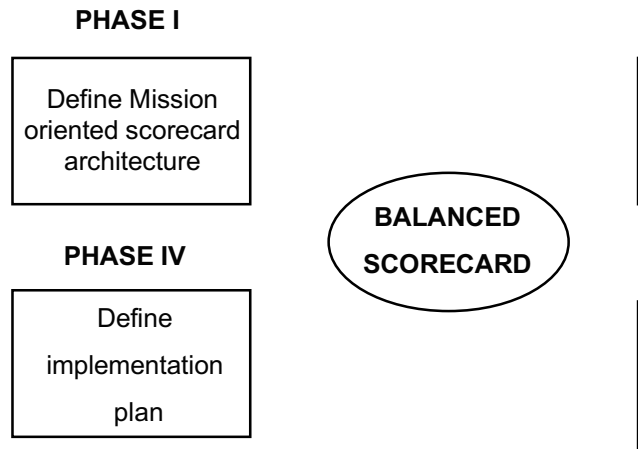 PHASE I
Define Mission
oriented scorecard
architecture
BALANCED
SCORECARD
PHASE IV
Define
implementation
plan